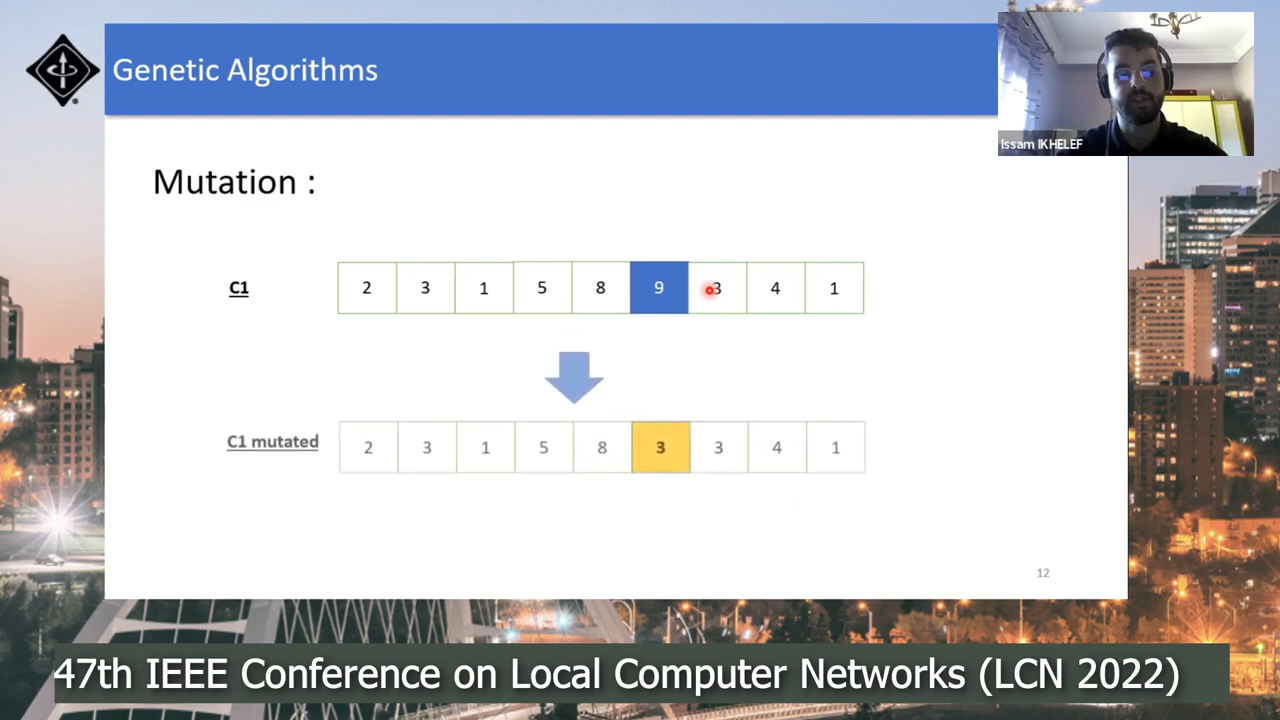 Genetic Algorithms
Issam IKHELEF
Mutation :
C1 2 3 1 5 8 9 3 4 1
C1 mutated 2 3 1 5 8 3 3 4 1
12
47th IEEE Conference on Local Computer Networks (LCN 2022)